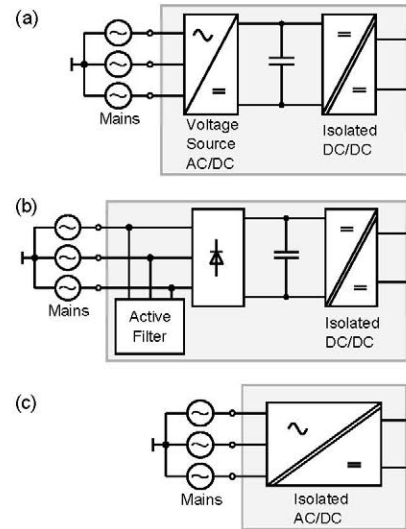 (a)
Mains
Voltage
Source
AC/DC
Isolated
DC/DC
(b)
Mains
Active
Filter
Isolated
DC/DC
(c)
Mains
Isolated
AC/DC